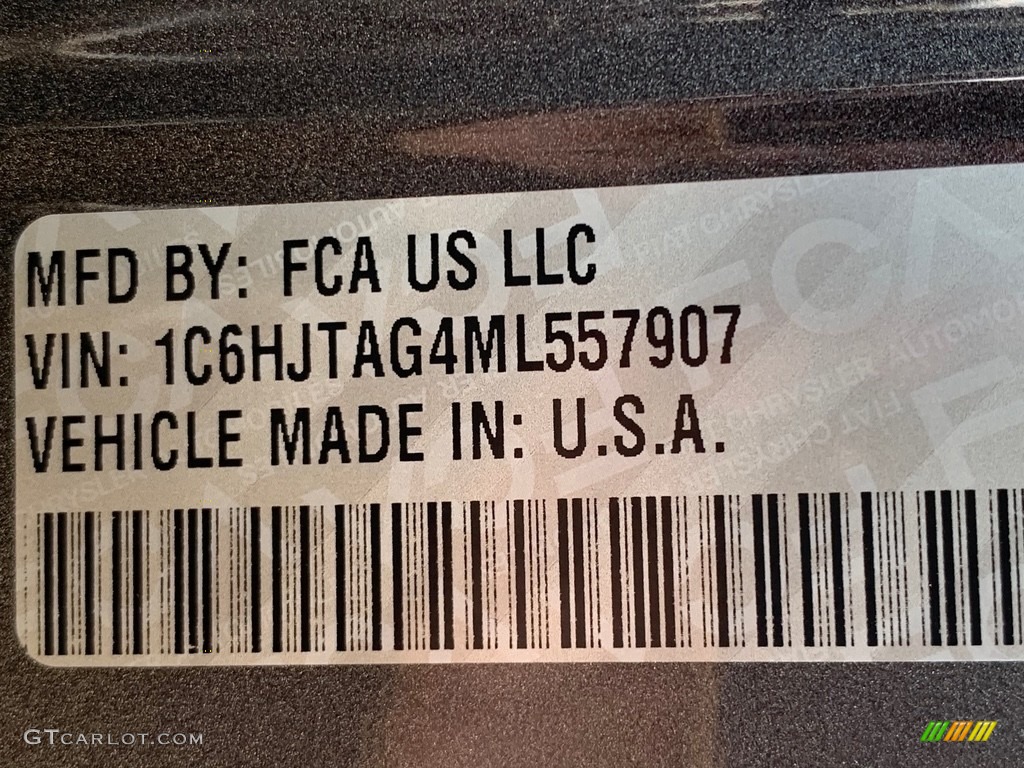 MFD BY: FCA US LLC
VIN: 1C6HJTAG4ML557907
VEHICLE MADE IN: U.S.A.
GTCARLOT.COM